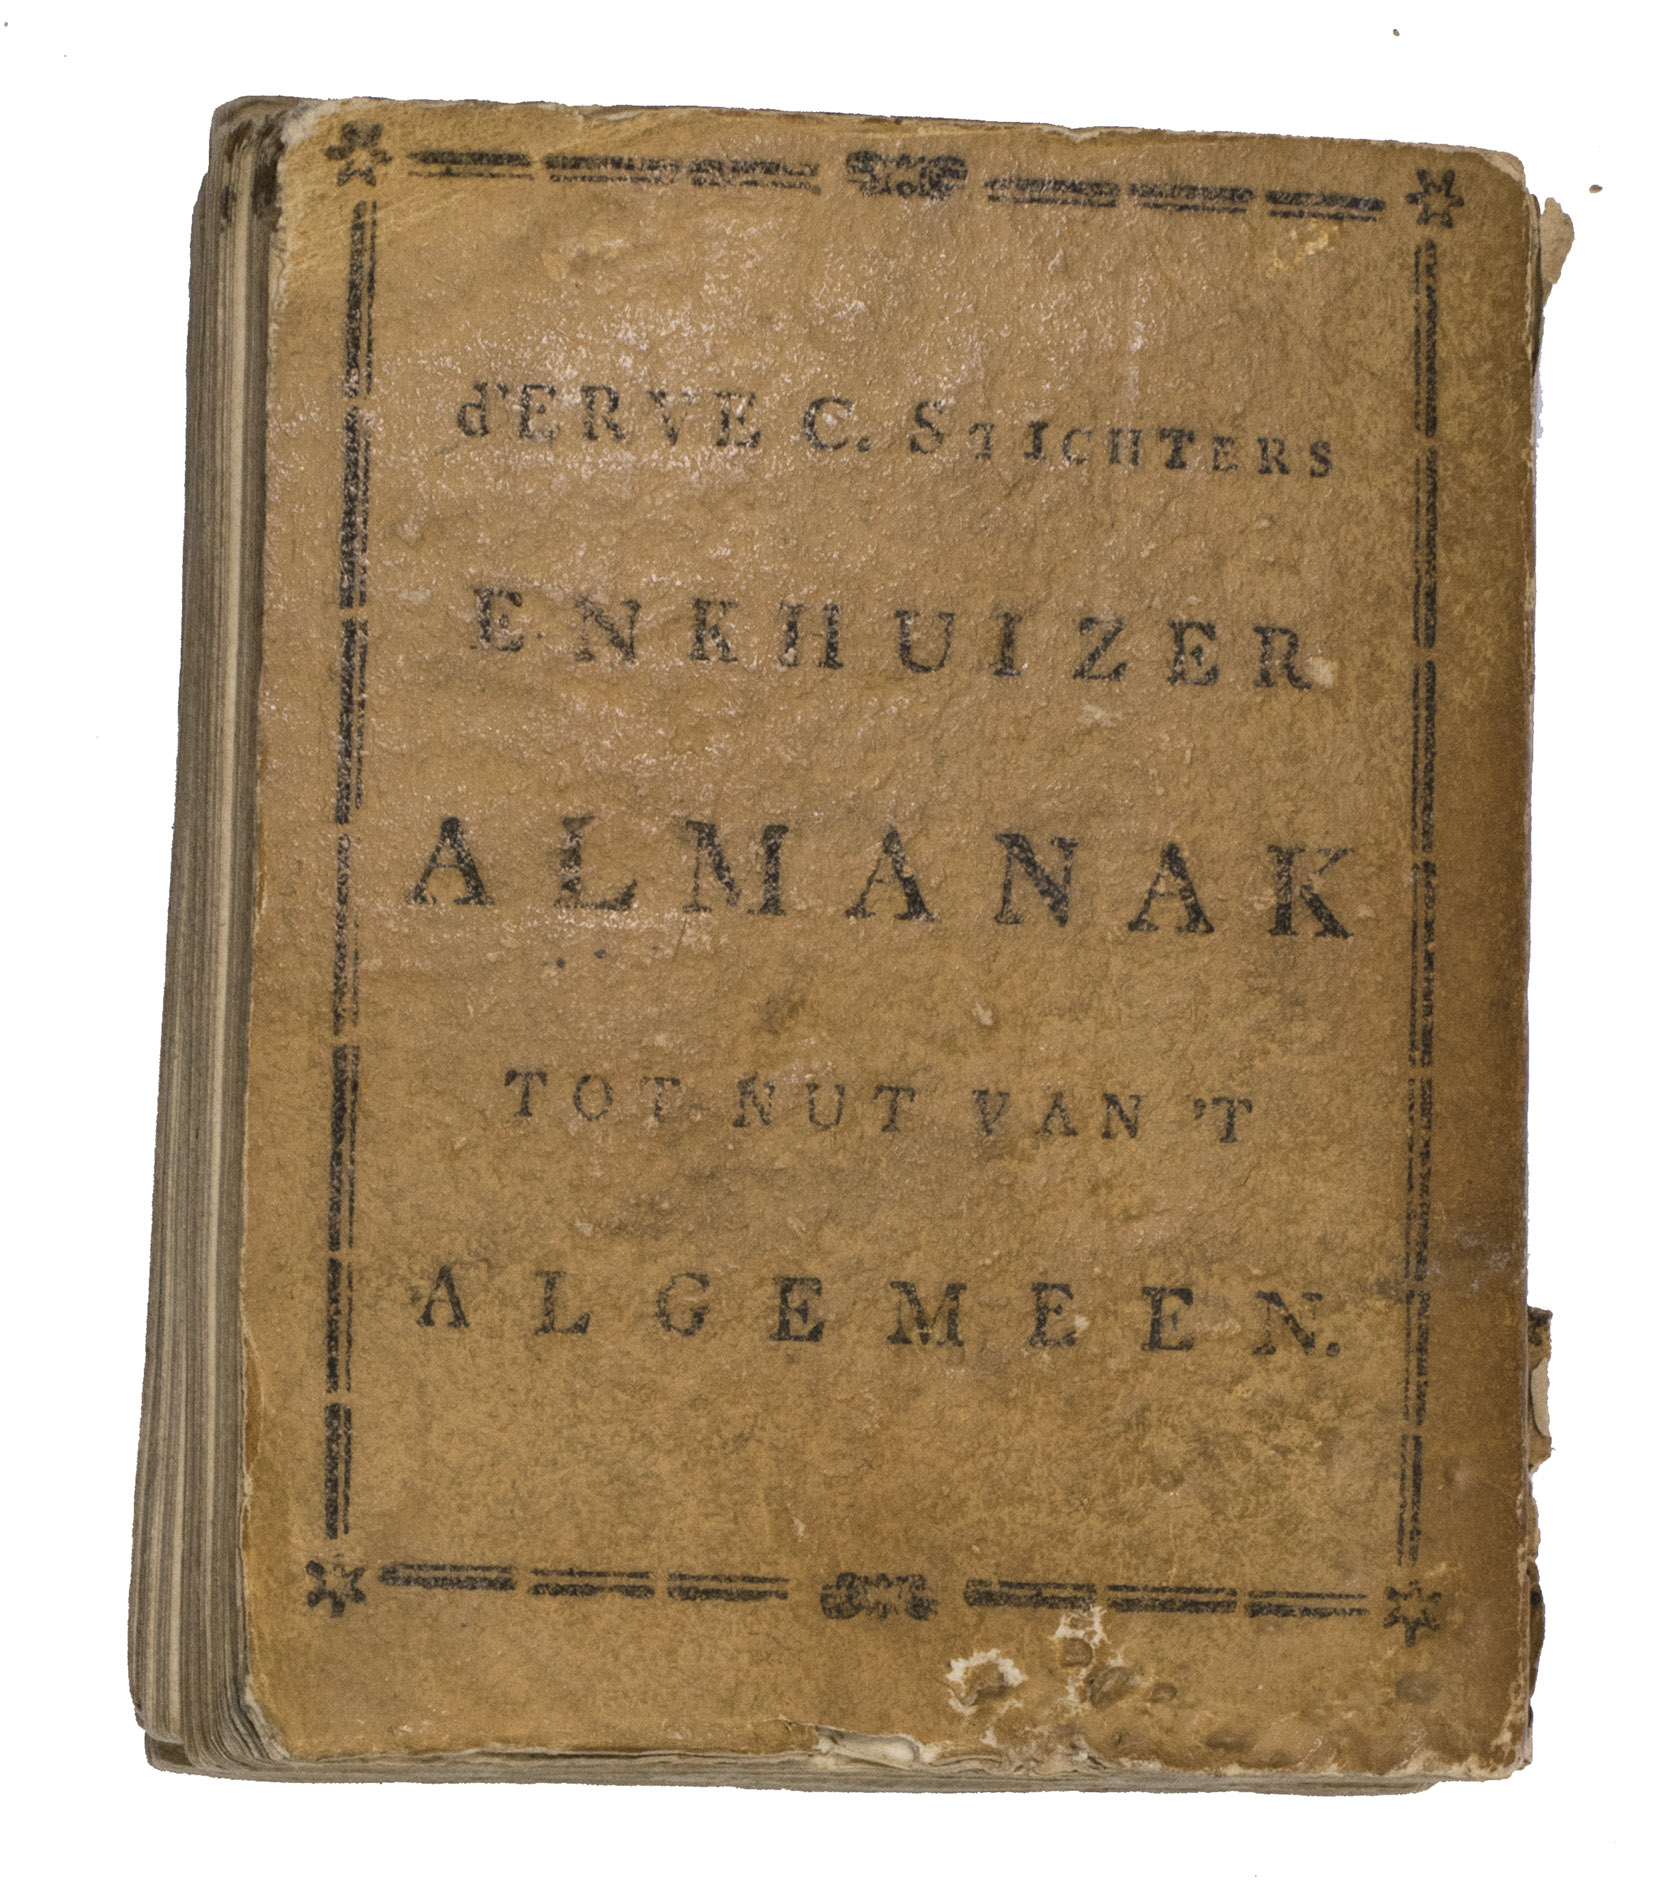 d'ERVE C. STICHTERS
ENKHUIZER
ALMANAK
TOT NUT VAN 'T
ALGEMEEN.